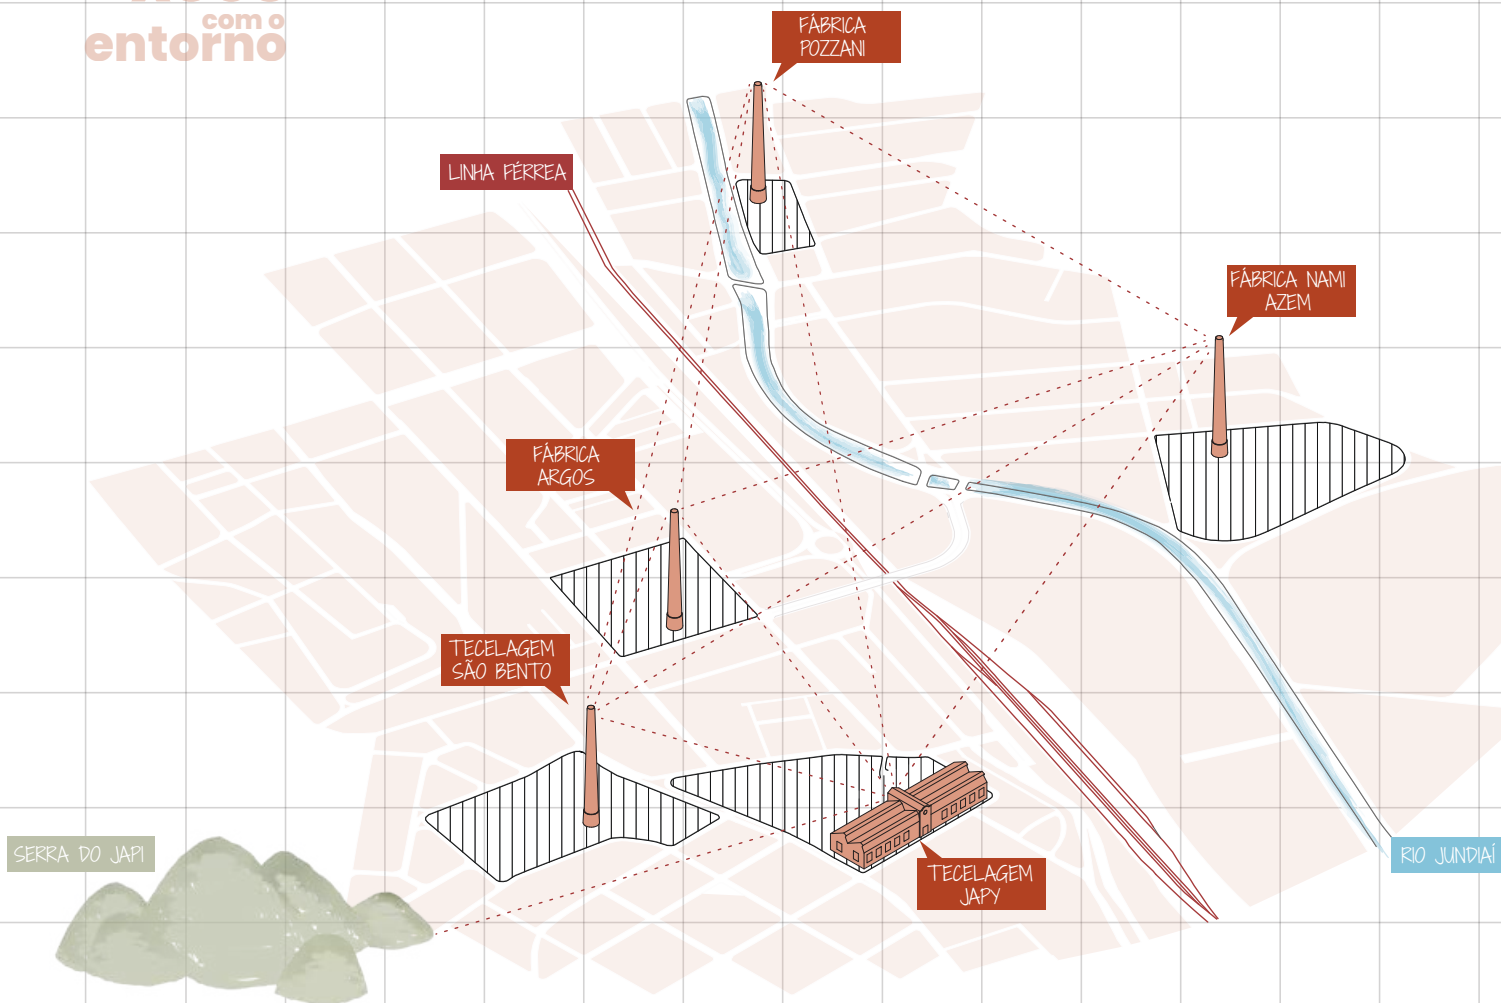 com o
entorno
FÁBRICA
POZZANI
LINHA FÉRREA
FÁBRICA NAMI
AZEM
FÁBRICA
ARGOS
TECELAGEM
SÃO BENTO
SERRA DO JAPI
RIO JUNDIAÍ
TECELAGEM
JAPY